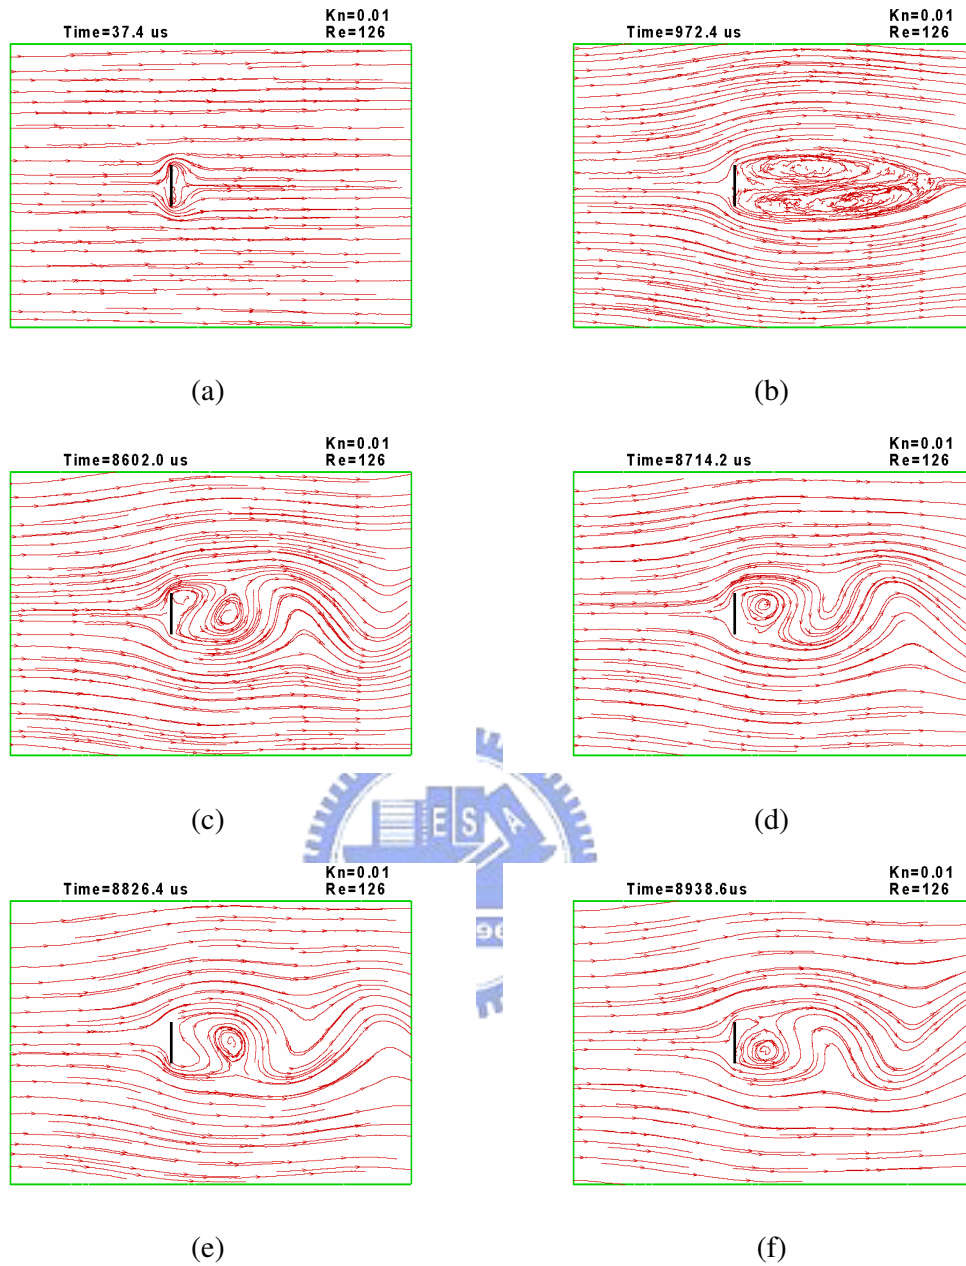 Time=37.4 us
Kn=0.01
Re=126
Time=972.4 us
Kn=0.01
Re=126
(a)
(b)
Time=8602.0 us
Kn=0.01
Re=126
Time=8714.2 us
Kn=0.01
Re=126
(c)
(d)
E S A
Time=8826.4 us
Kn=0.01
Re=126
Time=8938.6us
Kn=0.01
Re=126
(e)
(f)